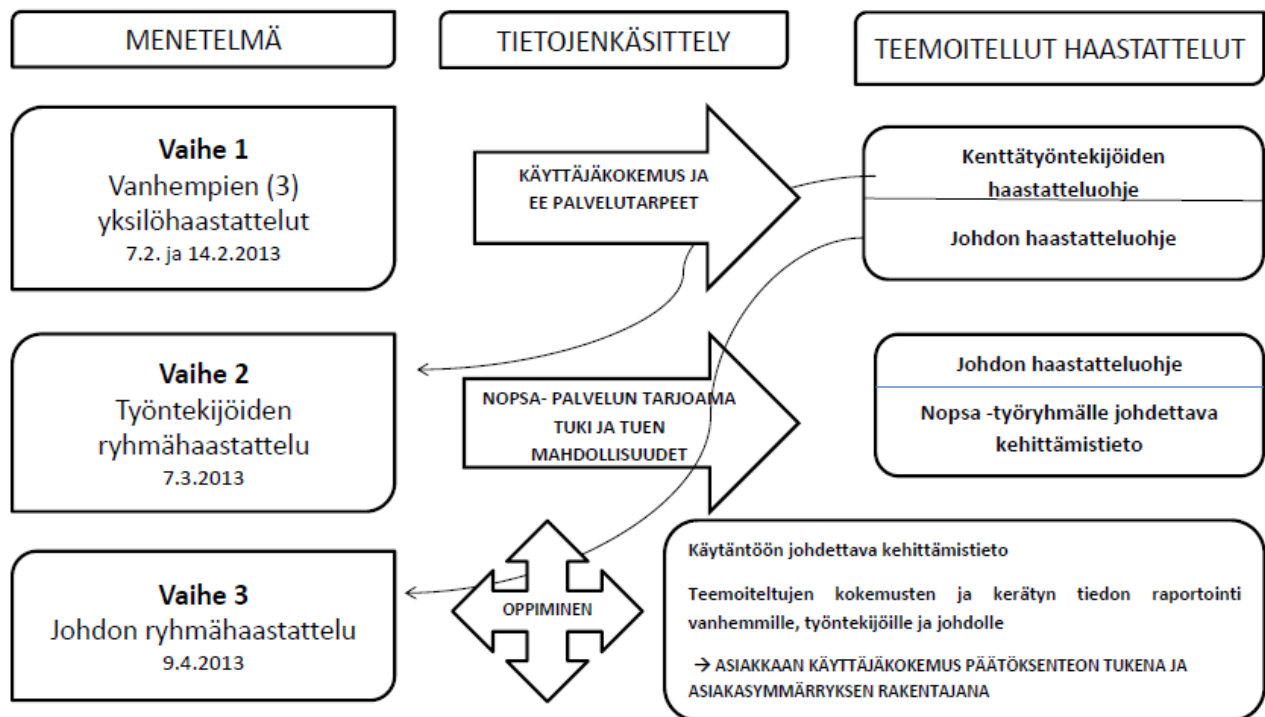 MENETELMÄ
TIETOJENKÄSITTELY
TEEMOITELLUT HAASTATTELUT
Vaihe 1
Vanhempien (3)
yksilöhaastattelut
7.2. ja 14.2.2013
KÄYTTÄJÄKOKEMUS JA
EE PALVELUTARPEET
Kenttätyöntekijöiden
haastatteluohje
Johdon haastatteluohje
Vaihe 2
Työntekijöiden
ryhmähaastattelu
7.3.2013
NOPSA- PALVELUN TARJOAMA
TUKI JA TUEN
MAHDOLLISUUDET
Johdon haastatteluohje
Nopsa -työryhmälle johdettava
kehittämistieto
Vaihe 3
Johdon ryhmähaastattelu
9.4.2013
OPPIMINEN
Käytäntöön johdettava kehittämistieto
Teemoiteltujen kokemusten ja kerätyn tiedon raportointi
vanhemmille, työntekijöille ja johdolle
→ ASIAKKAAN KÄYTTÄJÄKOKEMUS PÄÄTÖKSENTEON TUKENA JA
ASIAKASYMMÄRRYKSEN RAKENTAJANA